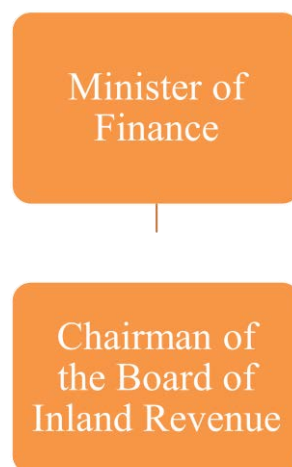 Minister of
Finance
Chairman of
the Board of
Inland Revenue